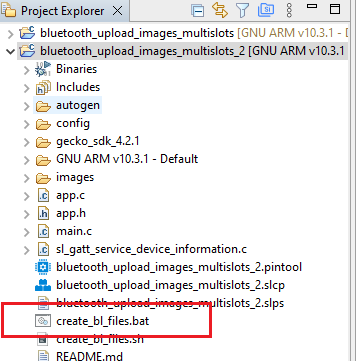 Project Explorer
bluetooth_upload_images_multislots [GNU ARM v10.3.1 - D
bluetooth_upload_images_multislots_2 [GNU ARM v10.3.1
Binaries
Includes
autogen
config
gecko_sdk_4.2.1
GNU ARM v10.3.1 - Default
images
app.c
app.h
main.c
sl_gatt_service_device_information.c
bluetooth_upload_images_multislots_2.pintool
bluetooth_upload_images_multislots_2.slcp
bluetooth_upload_images_multislots_2.slps
create_bl_files.bat
create_bl_files.sh
README.md